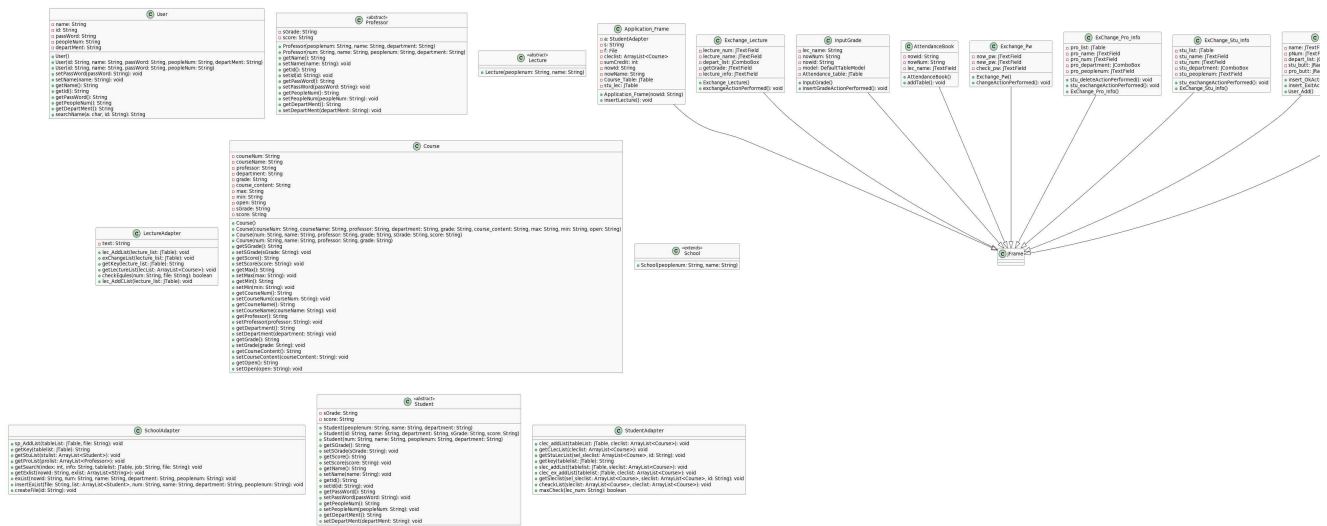 User
name: String
id: String
passWord: String
peopleNum: String
departMent: String
User()
User(id: String, name: String, passWord: String, peopleNum: String, departMent: String)
User(id: String, name: String, passWord: String, peopleNum: String)
setPassWord(passWord: String): void
setName(name: String): void
getName(): String
getId(): String
getPassWord(): String
getPeopleNum(): String
getDepartMent(): String
searchName(a: char, id: String): String
«abstract»
Professor
sGrade: String
score: String
Professor(peoplenum: String, name: String, department: String)
Professor(num: String, name: String, peoplenum: String, department: String)
getName(): String
setName(name: String): void
getId(): String
setId(id: String): void
getPassWord(): String
setPassWord(passWord: String): void
getPeopleNum(): String
setPeopleNum(peopleNum: String): void
getDepartMent(): String
setDepartMent(departMent: String): void
«abstract»
Lecture
Lecture(peoplenum: String, name: String)
Application_Frame
a: StudentAdapter
s: String
f: File
cleclist: ArrayList<Course>
sumCredit: int
nowId: String
nowName: String
Course_Table: JTable
stu_lec: JTable
Application_Frame(nowid: String)
insertLecture(): void
Exchange_Lecture
lecture_num: JTextField
lecture_name: JTextField
depart_list: JComboBox
getGrade: JTextField
lecture_info: JTextField
Exchange_Lecture()
exchangeActionPerformed(): void
InputGrade
lec_name: String
nowNum: String
nowId: String
model: DefaultTableModel
Attendance_table: JTable
InputGrade()
insertGradeActionPerformed(): void
AttendanceBook
nowId: String
nowNum: String
lec_name: JTextField
AttendanceBook()
addTable(): void
Exchange_Pw
now_pw: JTextField
new_pw: JTextField
check_pw: JTextField
Exchange_Pw()
changeActionPerformed(): void
ExChange_Pro_Info
pro_list: JTable
pro_name: JTextField
pro_num: JTextField
pro_department: JComboBox
pro_peoplenum: JTextField
stu_deleteActionPerformed(): void
stu_exchangeActionPerformed(): void
ExChange_Pro_Info()
ExChange_Stu_Info
stu_list: JTable
stu_name: JTextField
stu_num: JTextField
stu_department: JComboBox
stu_peoplenum: JTextField
stu_exchangeActionPerformed(): void
ExChange_Stu_Info()
name: JTextF
pNum: JTextF
User_Add()
JFrame
Course
courseNum: String
courseName: String
professor: String
department: String
grade: String
course_content: String
max: String
min: String
open: String
sGrade: String
score: String
Course()
Course(courseNum: String, courseName: String, professor: String, department: String, grade: String, course_content: String, max: String, min: String, open: String)
Course(num: String, name: String, professor: String, grade: String, sGrade: String, score: String)
Course(num: String, name: String, professor: String, grade: String)
getSGrade(): String
setSGrade(sGrade: String): void
getScore(): String
setScore(score: String): void
getMax(): String
setMax(max: String): void
getMin(): String
setMin(min: String): void
getCourseNum(): String
setCourseNum(courseNum: String): void
getCourseName(): String
setCourseName(courseName: String): void
getProfessor(): String
setProfessor(professor: String): void
getDepartment(): String
setDepartment(department: String): void
getGrade(): String
setGrade(grade: String): void
getCourseContent(): String
setCourseContent(courseContent: String): void
getOpen(): String
setOpen(open: String): void
LectureAdapter
text: String
lec_AddList(lecture_list: JTable): void
exChangeList(lecture_list: JTable): void
getKey(lecture_list: JTable): String
getLectureList(lecList: ArrayList<Course>): void
checkEqules(num: String, file: String): boolean
lec_AddCList(lecture_list: JTable): void
«extends»
School
School(peoplenum: String, name: String)
SchoolAdapter
sp_AddList(tableList: JTable, file: String): void
getKey(tablelist: JTable): String
getStuList(stulist: ArrayList<Student>): void
getProList(prolist: ArrayList<Professor>): void
getSearch(index: int, info: String, tablelist: JTable, job: String, file: String): void
getExist(nowid: String, exist: ArrayList<String>): void
exList(nowid: String, num: String, name: String, department: String, peoplenum: String): void
insertExList(file: String, list: ArrayList<Student>, num: String, name: String, department: String, peoplenum: String): void
createFile(id: String): void
«abstract»
Student
sGrade: String
score: String
Student(peoplenum: String, name: String, department: String)
Student(id: String, name: String, department: String, sGrade: String, score: String)
Student(num: String, name: String, peoplenum: String, department: String)
getSGrade(): String
setSGrade(sGrade: String): void
getScore(): String
setScore(score: String): void
getName(): String
setName(name: String): void
getId(): String
setId(id: String): void
getPassWord(): String
setPassWord(passWord: String): void
getPeopleNum(): String
setPeopleNum(peopleNum: String): void
getDepartMent(): String
setDepartMent(departMent: String): void
StudentAdapter
clec_addList(tableList: JTable, cleclist: ArrayList<Course>): void
getCLecList(cleclist: ArrayList<Course>): void
getStuLecList(sel_sleclist: ArrayList<Course>, id: String): void
getkey(tablelist: JTable): String
slec_addList(tablelist: JTable, sleclist: ArrayList<Course>): void
clec_ex_addList(tablelist: JTable, cleclist: ArrayList<Course>): void
getSleclist(sel_sleclist: ArrayList<Course>, sleclist: ArrayList<Course>, id: String): void
cheackList(sleclist: ArrayList<Course>, cleclist: ArrayList<Course>): void
maxCheck(lec_num: String): boolean